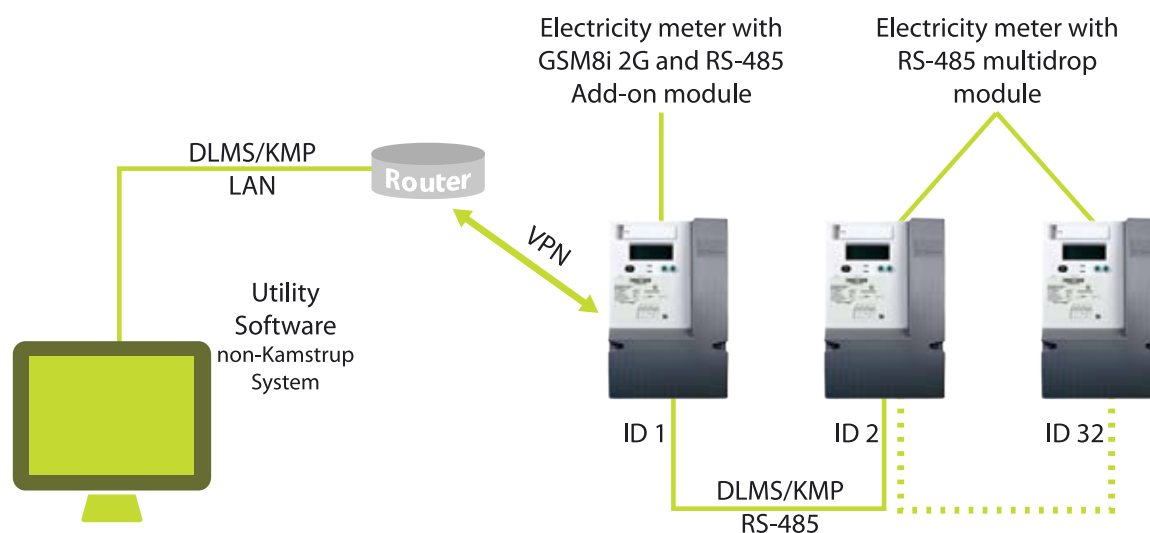 Electricity meter with
GSM8i 2G and RS-485
Add-on module
Electricity meter with
RS-485 multidrop
module
DLMS/KMP
LAN
Router
VPN
Utility
Software
non-Kamstrup
System
ID 1
ID 2
ID 32
DLMS/KMP
RS-485